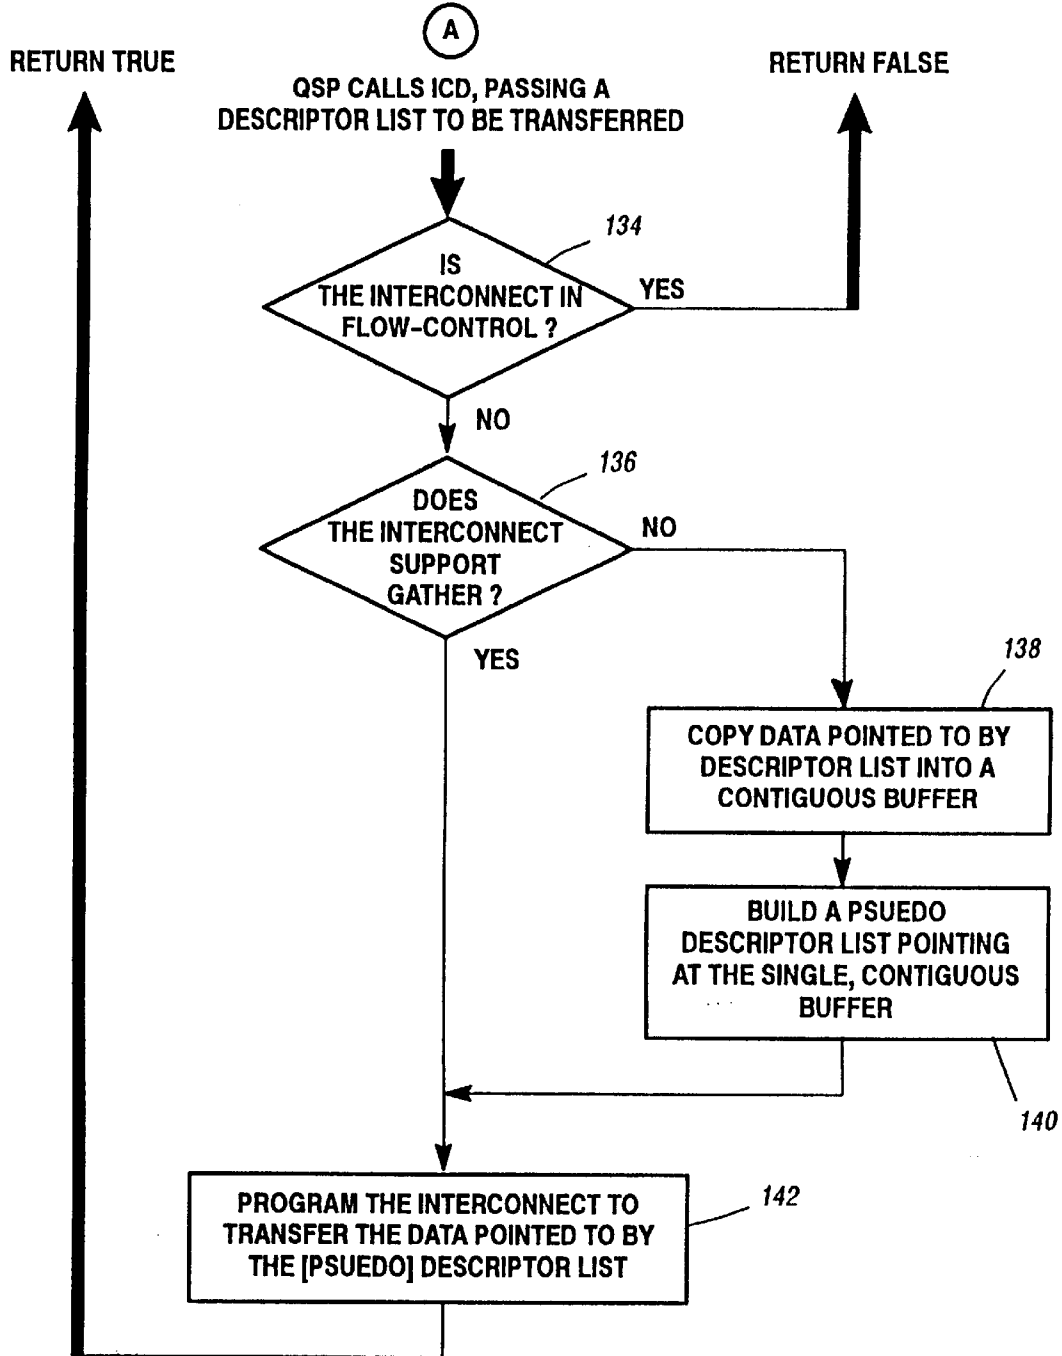 A
RETURN TRUE
RETURN FALSE
QSP CALLS ICD, PASSING A
DESCRIPTOR LIST TO BE TRANSFERRED
134
IS
THE INTERCONNECT IN
FLOW-CONTROL ?
YES
NO
136
DOES
THE INTERCONNECT
SUPPORT
GATHER ?
NO
YES
138
COPY DATA POINTED TO BY
DESCRIPTOR LIST INTO A
CONTIGUOUS BUFFER
BUILD A PSUEDO
DESCRIPTOR LIST POINTING
AT THE SINGLE, CONTIGUOUS
BUFFER
140
142
PROGRAM THE INTERCONNECT TO
TRANSFER THE DATA POINTED TO BY
THE [PSUEDO] DESCRIPTOR LIST